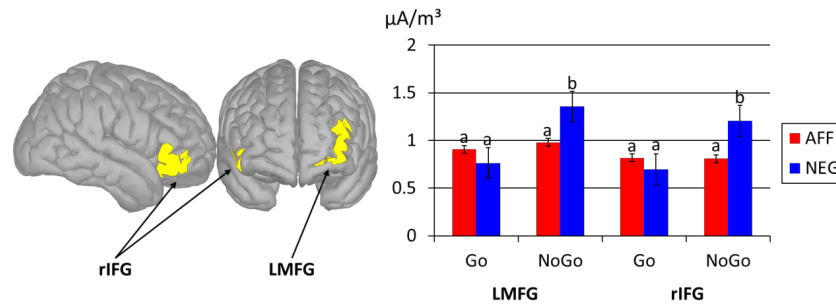 µA/m³
2
1.5
1
0.5
0
a a a b a a a b
AFF
NEG
Go NoGo Go NoGo
LMFG rIFG
rIFG LMFG